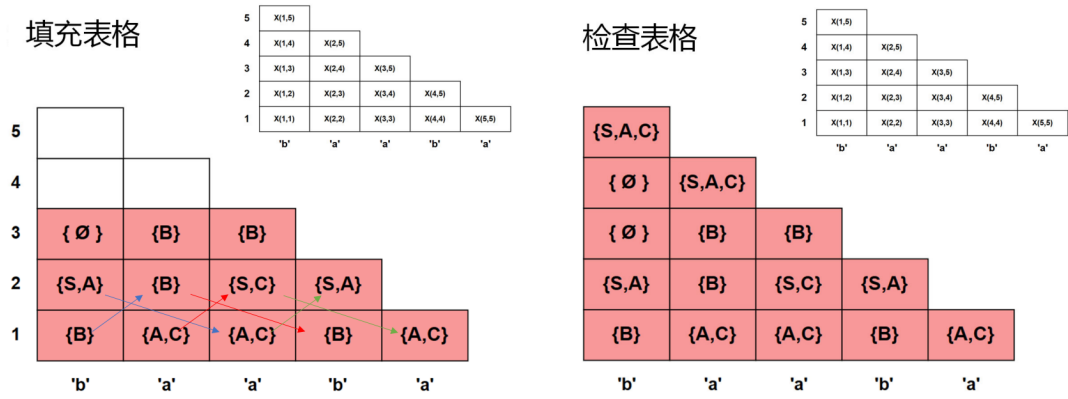 填充表格
5 X(1,5)
4 X(1,4) X(2,5)
3 X(1,3) X(2,4) X(3,5)
2 X(1,2) X(2,3) X(3,4) X(4,5)
1 X(1,1) X(2,2) X(3,3) X(4,4) X(5,5)
'b' 'a' 'a' 'b' 'a'
5
4
3 { Ø } {B} {B}
2 {S,A} {B} {S,C} {S,A}
1 {B} {A,C} {A,C} {B} {A,C}
'b' 'a' 'a' 'b' 'a'
检查表格
5 X(1,5)
4 X(1,4) X(2,5)
3 X(1,3) X(2,4) X(3,5)
2 X(1,2) X(2,3) X(3,4) X(4,5)
1 X(1,1) X(2,2) X(3,3) X(4,4) X(5,5)
'b' 'a' 'a' 'b' 'a'
5 {S,A,C}
4 { Ø } {S,A,C}
3 { Ø } {B} {B}
2 {S,A} {B} {S,C} {S,A}
1 {B} {A,C} {A,C} {B} {A,C}
'b' 'a' 'a' 'b' 'a'